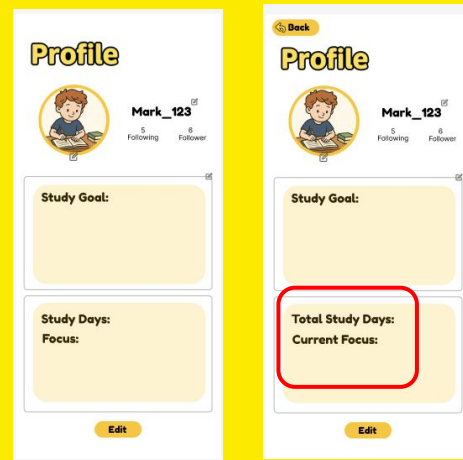 Profile
Mark_123
5 6
Following Follower
Study Goal:
Study Days:
Focus:
Edit
Back
Profile
Mark_123
5 6
Following Follower
Study Goal:
Total Study Days:
Current Focus:
Edit